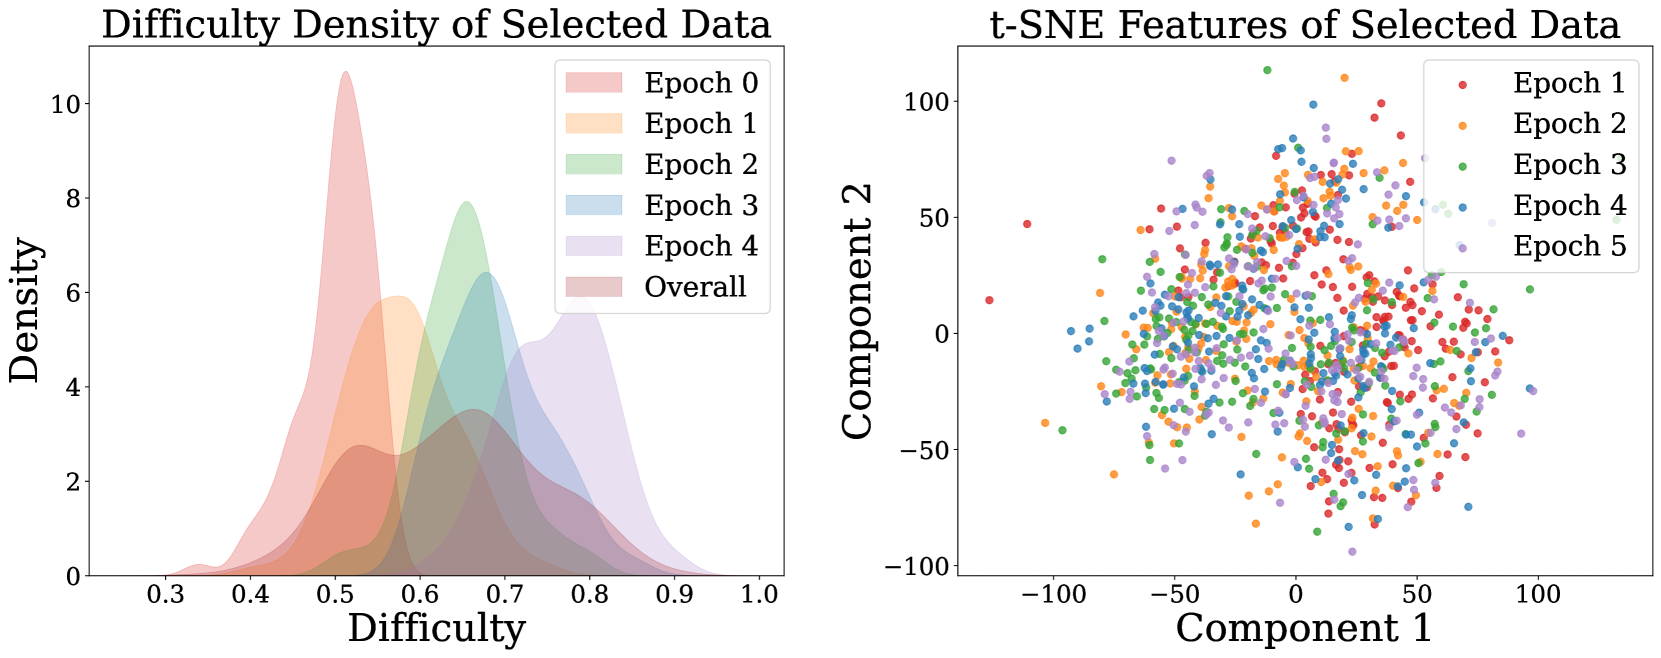 Difficulty Density of Selected Data
Density
10
8
6
4
2
0
0.3 0.4 0.5 0.6 0.7 0.8 0.9 1.0
Difficulty
Epoch 0
Epoch 1
Epoch 2
Epoch 3
Epoch 4
Overall
t-SNE Features of Selected Data
Component 2
100
50
0
−50
−100
−100 −50 0 50 100
Component 1
Epoch 1
Epoch 2
Epoch 3
Epoch 4
Epoch 5